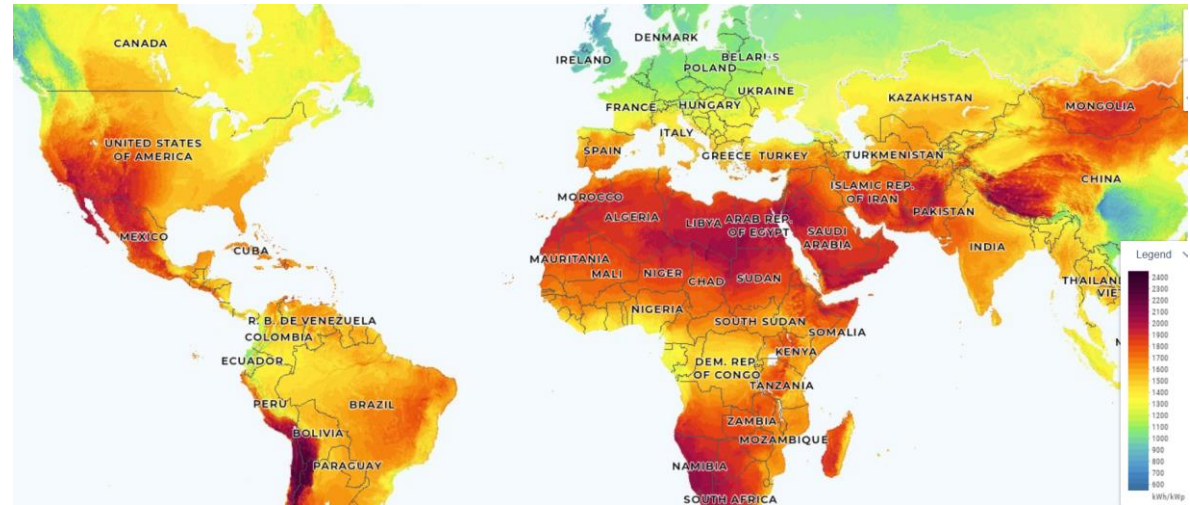 CANADA
UNITED STATES
OF AMERICA
MEXICO
CUBA
R. B. DE VENEZUELA
COLOMBIA
ECUADOR
PERÙ
BRAZIL
BOLIVIA
PARAGUAY
IRELAND
DENMARK
BELARUS
POLAND
UKRAINE
FRANCE
HUNGARY
ITALY
SPAIN
GREECE
TURKEY
KAZAKHSTAN
MONGOLIA
TURKMENISTAN
CHINA
ISLAMIC REP.
OF IRAN
PAKISTAN
INDIA
MOROCCO
ALGERIA
LIBYA
ARAB REP.
OF EGYPT
SAUDI
ARABIA
MAURITANIA
MALI
NIGER
CHAD
SUDAN
NIGERIA
SOUTH SUDAN
SOMALIA
KENYA
DEM. REP.
OF CONGO
TANZANIA
ZAMBIA
MOZAMBIQUE
NAMIBIA
SOUTH AFRICA
THAILAN
VIE
Legend
2400
2200
2100
2000
1900
1800
1700
1600
1500
1400
1300
1200
1100
1000
900
800
700
600
kWh/kWp